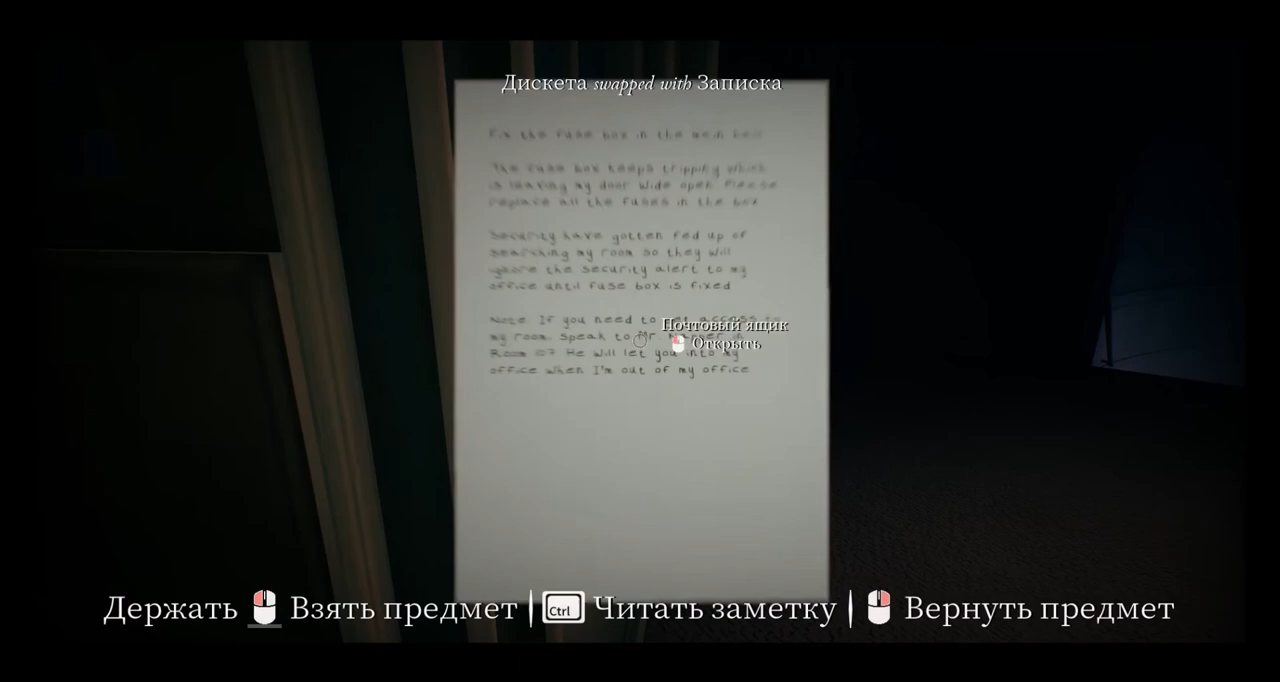 Дискета swapped with Записка
Fix the fuse box in the main hall
The fuse box keeps tripping which
is leaving my door wide open. Please
replace all the fuses in the box
Security have gotten fed up of
searching my room so they will
ignore the security alert to my
office until fuse box is fixed
Note: If you need to get access to
Почтовый ящик
my room. Speak to Mr. in
Открыть
Room He will let you into my
office when I'm out of my office
Держать Взять предмет | Ctrl Читать заметку | Вернуть предмет